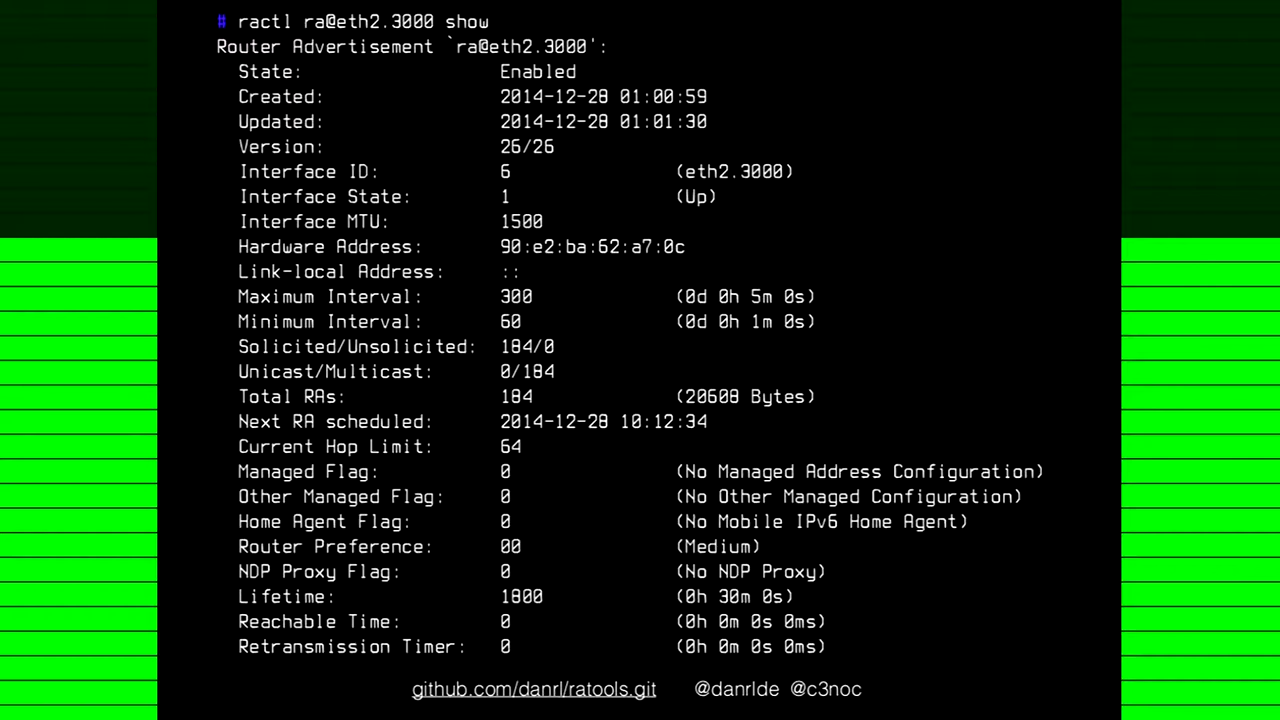 # ractl ra@eth2.3000 show
Router Advertisement `ra@eth2.3000':
State: Enabled
Created: 2014-12-28 01:00:59
Updated: 2014-12-28 01:01:30
Version: 26/26
Interface ID: 6 (eth2.3000)
Interface State: 1 (Up)
Interface MTU: 1500
Hardware Address: 90:e2:ba:62:a7:0c
Link-local Address: ::
Maximum Interval: 300 (0d 0h 5m 0s)
Minimum Interval: 60 (0d 0h 1m 0s)
Solicited/Unsolicited: 184/0
Unicast/Multicast: 0/184
Total RAs: 184 (20608 Bytes)
Next RA scheduled: 2014-12-28 10:12:34
Current Hop Limit: 64
Managed Flag: 0 (No Managed Address Configuration)
Other Managed Flag: 0 (No Other Managed Configuration)
Home Agent Flag: 0 (No Mobile IPv6 Home Agent)
Router Preference: 00 (Medium)
NDP Proxy Flag: 0 (No NDP Proxy)
Lifetime: 1800 (0h 30m 0s)
Reachable Time: 0 (0h 0m 0s 0ms)
Retransmission Timer: 0 (0h 0m 0s 0ms)
github.com/danrl/ratools.git @danrlde @c3noc